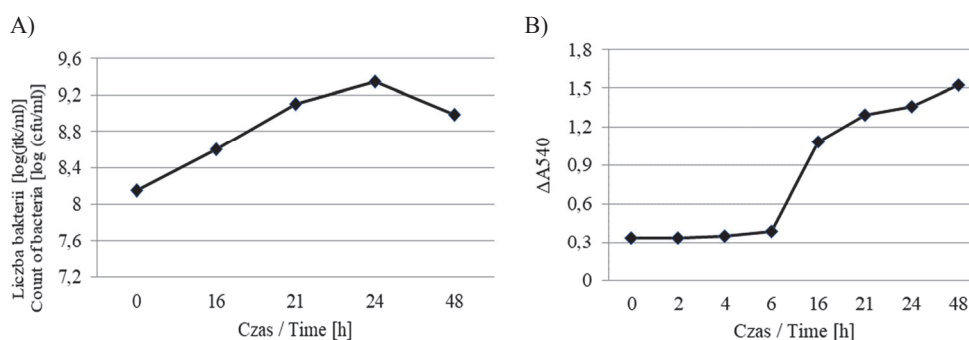 A)
9,6
9,2
8,8
8,4
8
7,6
7,2
Liczba bakterii [log(jtk/ml)]
Count of bacteria [log (cfu/ml)]
0 16 21 24 48
Czas / Time [h]
B)
1,8
1,5
1,2
0,9
0,6
0,3
0
ΔA540
0 2 4 6 16 21 24 48
Czas / Time [h]